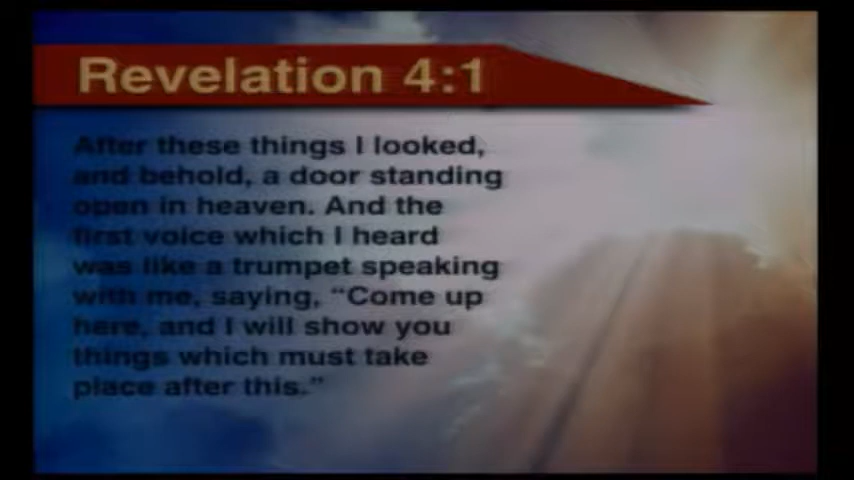 Revelation 4:1
After these things I looked,
and behold, a door standing
open in heaven. And the
first voice which I heard
was like a trumpet speaking
with me, saying, “Come up
here, and I will show you
things which must take
place after this.”